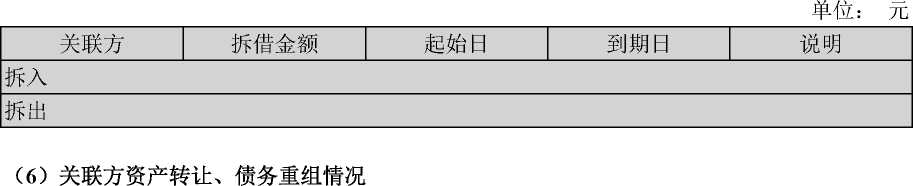 单位： 元
关联方 拆借金额 起始日 到期日 说明
拆入
拆出
（6）关联方资产转让、债务重组情况